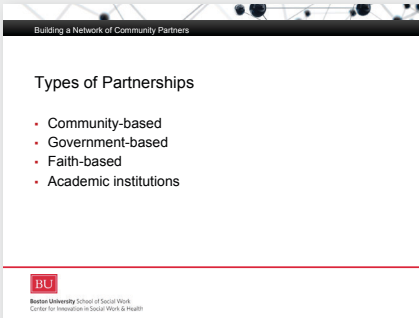 Building a Network of Community Partners
Types of Partnerships
• Community-based
• Government-based
• Faith-based
• Academic institutions
BU
Boston University School of Social Work
Center for Innovation in Social Work & Health